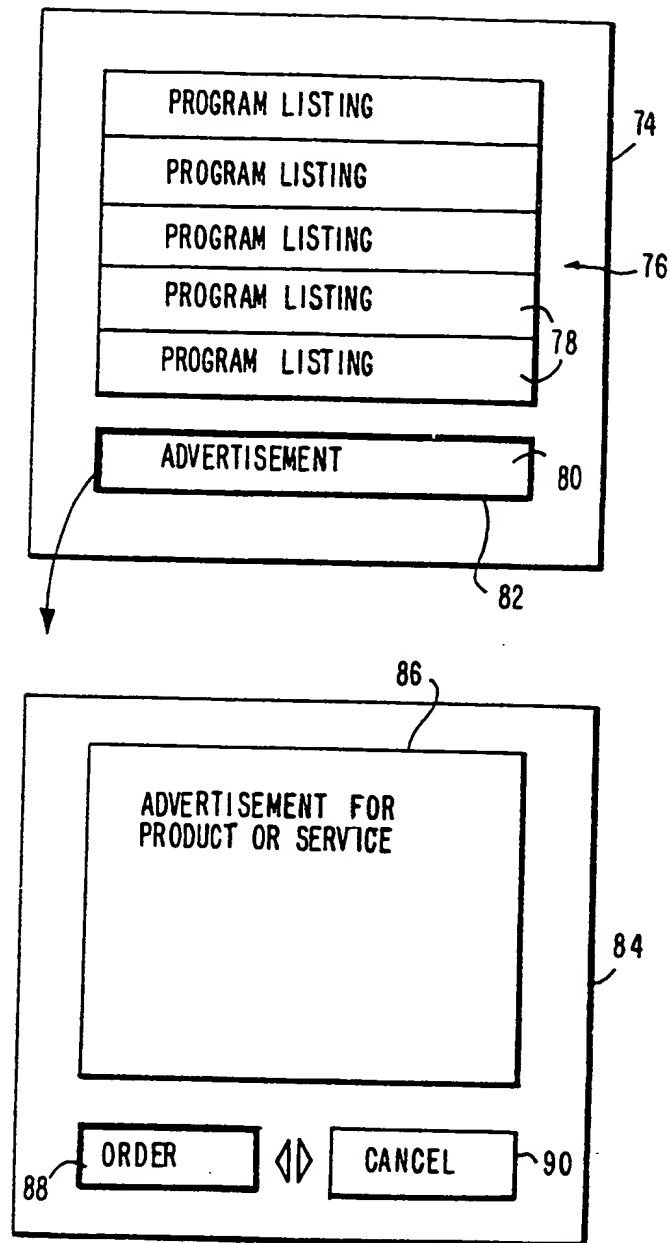 PROGRAM LISTING
74
PROGRAM LISTING
PROGRAM LISTING
76
PROGRAM LISTING
78
PROGRAM LISTING
ADVERTISEMENT
80
82
86
ADVERTISEMENT FOR
PRODUCT OR SERVICE
84
ORDER
CANCEL
88
90